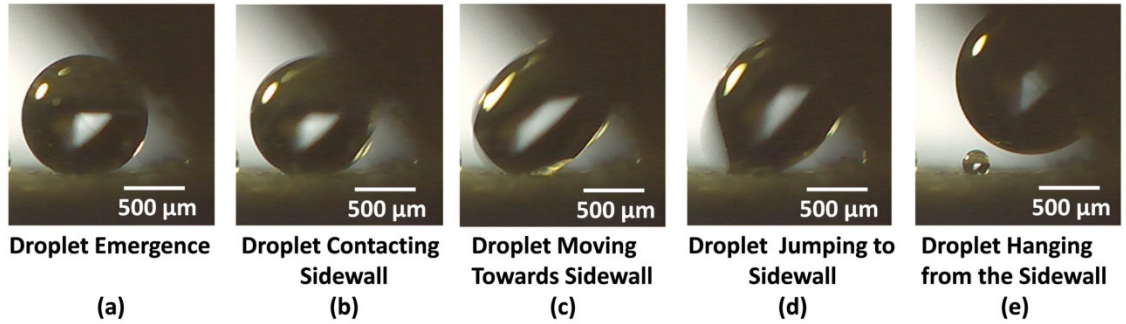 500 μm
500 μm
500 μm
500 μm
500 μm
Droplet Emergence
(a)
Droplet Contacting
Sidewall
(b)
Droplet Moving
Towards Sidewall
(c)
Droplet  Jumping to
Sidewall
(d)
Droplet Hanging
from the Sidewall
(e)